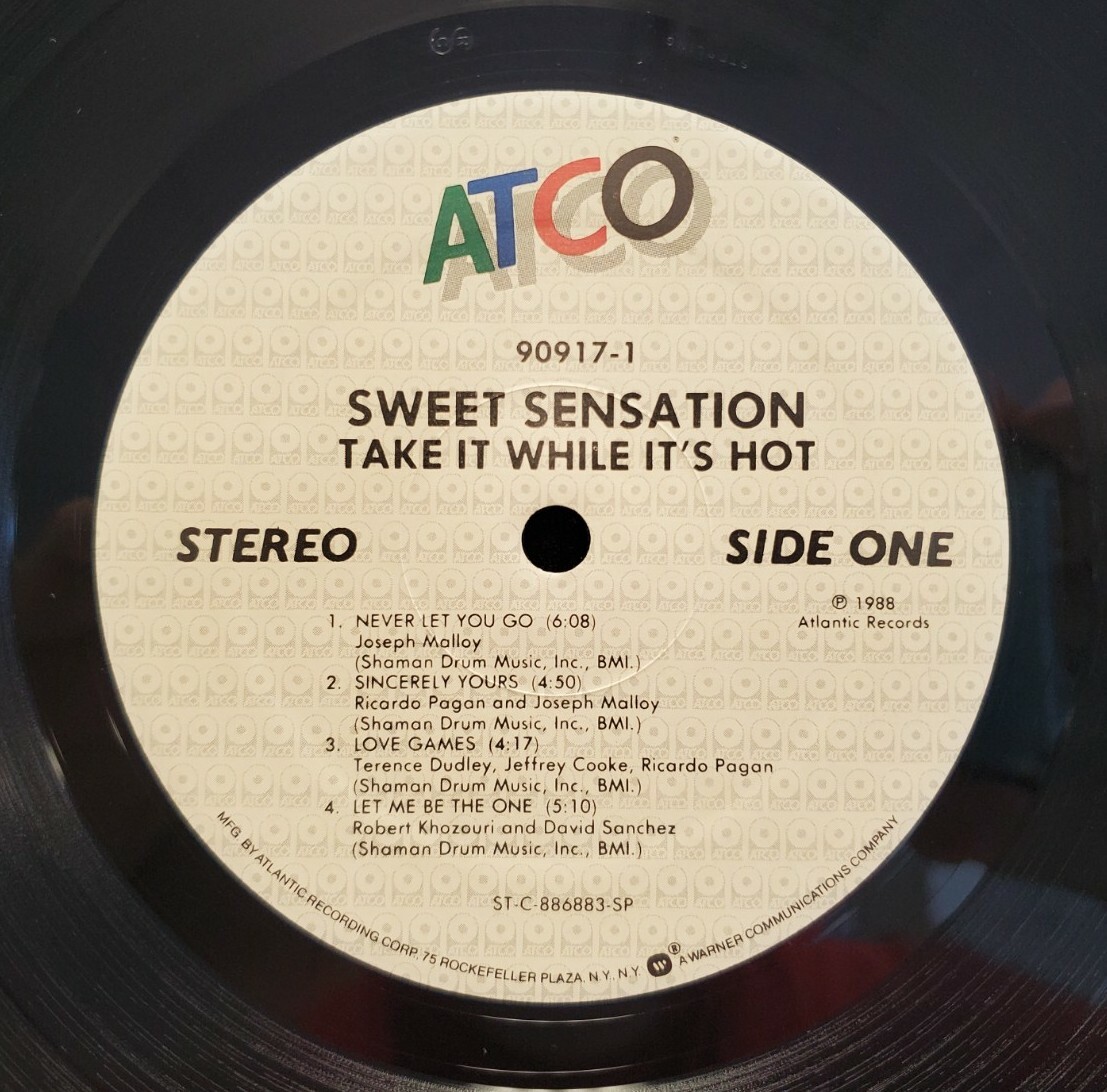 ATCO
90917-1
SWEET SENSATION
TAKE IT WHILE IT'S HOT
STEREO
SIDE ONE
℗ 1988
Atlantic Records
1. NEVER LET YOU GO (6:08)
Joseph Malloy
(Shaman Drum Music, Inc., BMI.)
2. SINCERELY YOURS (4:50)
Ricardo Pagan and Joseph Malloy
(Shaman Drum Music, Inc., BMI.)
3. LOVE GAMES (4:17)
Terence Dudley, Jeffrey Cooke, Ricardo Pagan
(Shaman Drum Music, Inc., BMI.)
4. LET ME BE THE ONE (5:10)
Robert Khozouri and David Sanchez
(Shaman Drum Music, Inc., BMI.)
ST-C-886883-SP
MFG. BY ATLANTIC RECORDING CORP. 75 ROCKEFELLER PLAZA. N.Y. N.Y. W ® A WARNER COMMUNICATIONS COMPANY